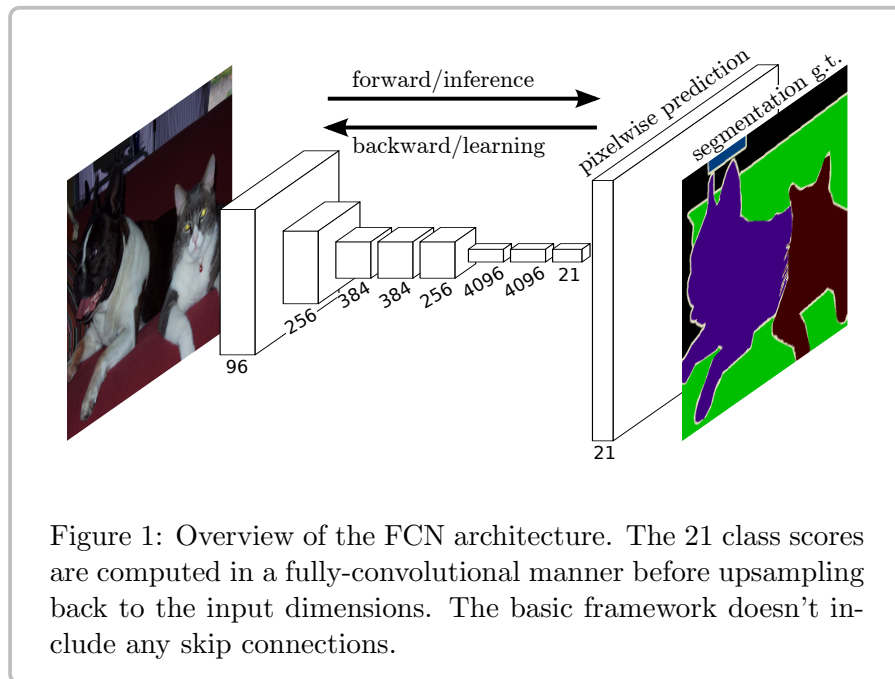 forward/inference
backward/learning
pixelwise prediction
segmentation g.t.
96
256
384
384
256
4096
4096
21
21
Figure 1: Overview of the FCN architecture. The 21 class scores
are computed in a fully-convolutional manner before upsampling
back to the input dimensions. The basic framework doesn't in-
clude any skip connections.